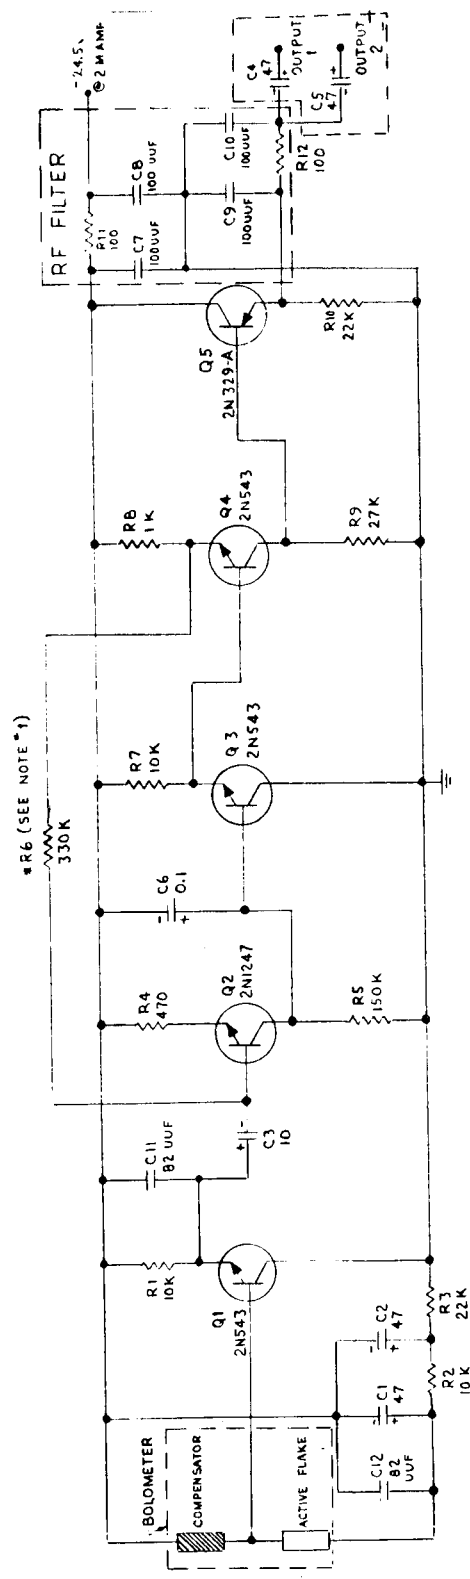 BOLOMETER
COMPENSATOR
ACTIVE FLAKE
C12
82
UUF
C1
47
C2
47
R2
10K
R3
22K
R1
10K
C11
82 UUF
Q1
2N543
C3
10
R4
470
Q2
2N1247
R5
150K
C6
0.1
*R6 (SEE NOTE *1)
330K
R7
10K
Q3
2N543
R8
1K
Q4
2N543
R9
27K
Q5
2N329-A
R10
22K
RF FILTER
R11
100
C7
100UUF
C8
100 UUF
C9
100UUF
C10
100UUF
R12
100
-24.5
@ 2 MAMP
C4
47
OUTPUT
1
C5
47
OUTPUT
2